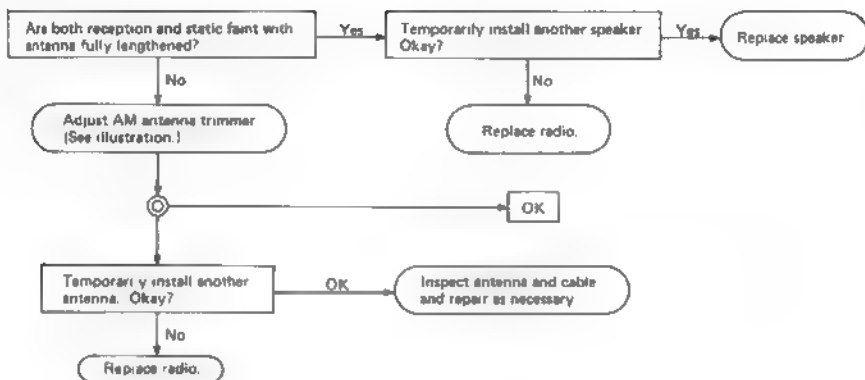 Are both reception and static faint with
antenna fully lengthened?
Yes
Temporarily install another speaker
Okay?
Yes
Replace speaker
No
No
Adjust AM antenna trimmer
(See illustration.)
Replace radio.
OK
Temporarily install another
antenna. Okay?
OK
Inspect antenna and cable
and repair as necessary
No
Replace radio.